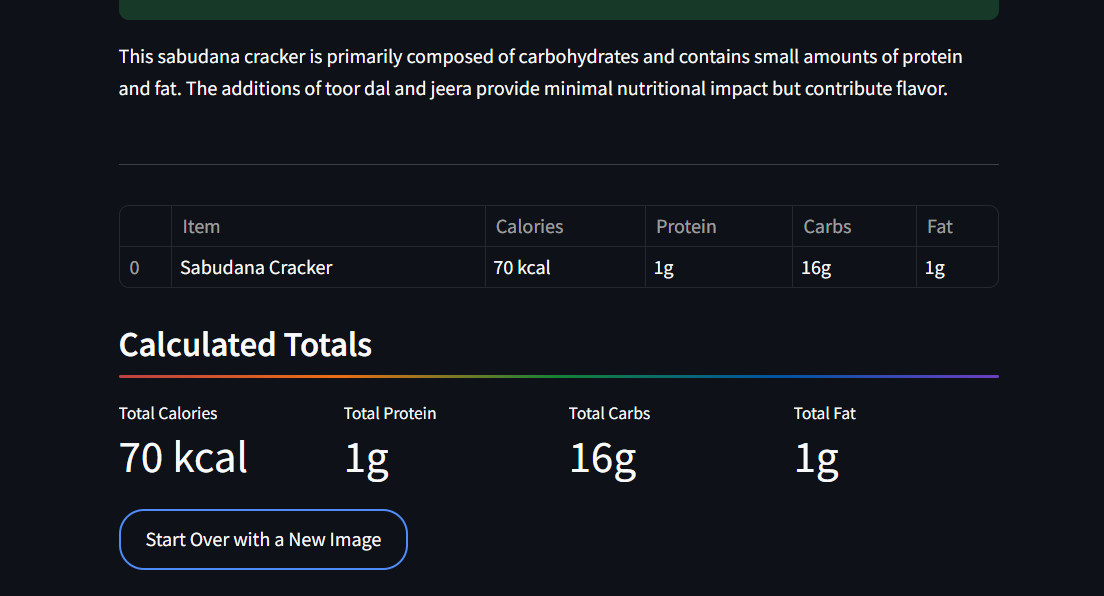 This sabudana cracker is primarily composed of carbohydrates and contains small amounts of protein
and fat. The additions of toor dal and jeera provide minimal nutritional impact but contribute flavor.
Item Calories Protein Carbs Fat
0 Sabudana Cracker 70 kcal 1g 16g 1g
Calculated Totals
Total Calories Total Protein Total Carbs Total Fat
70 kcal 1g 16g 1g
Start Over with a New Image